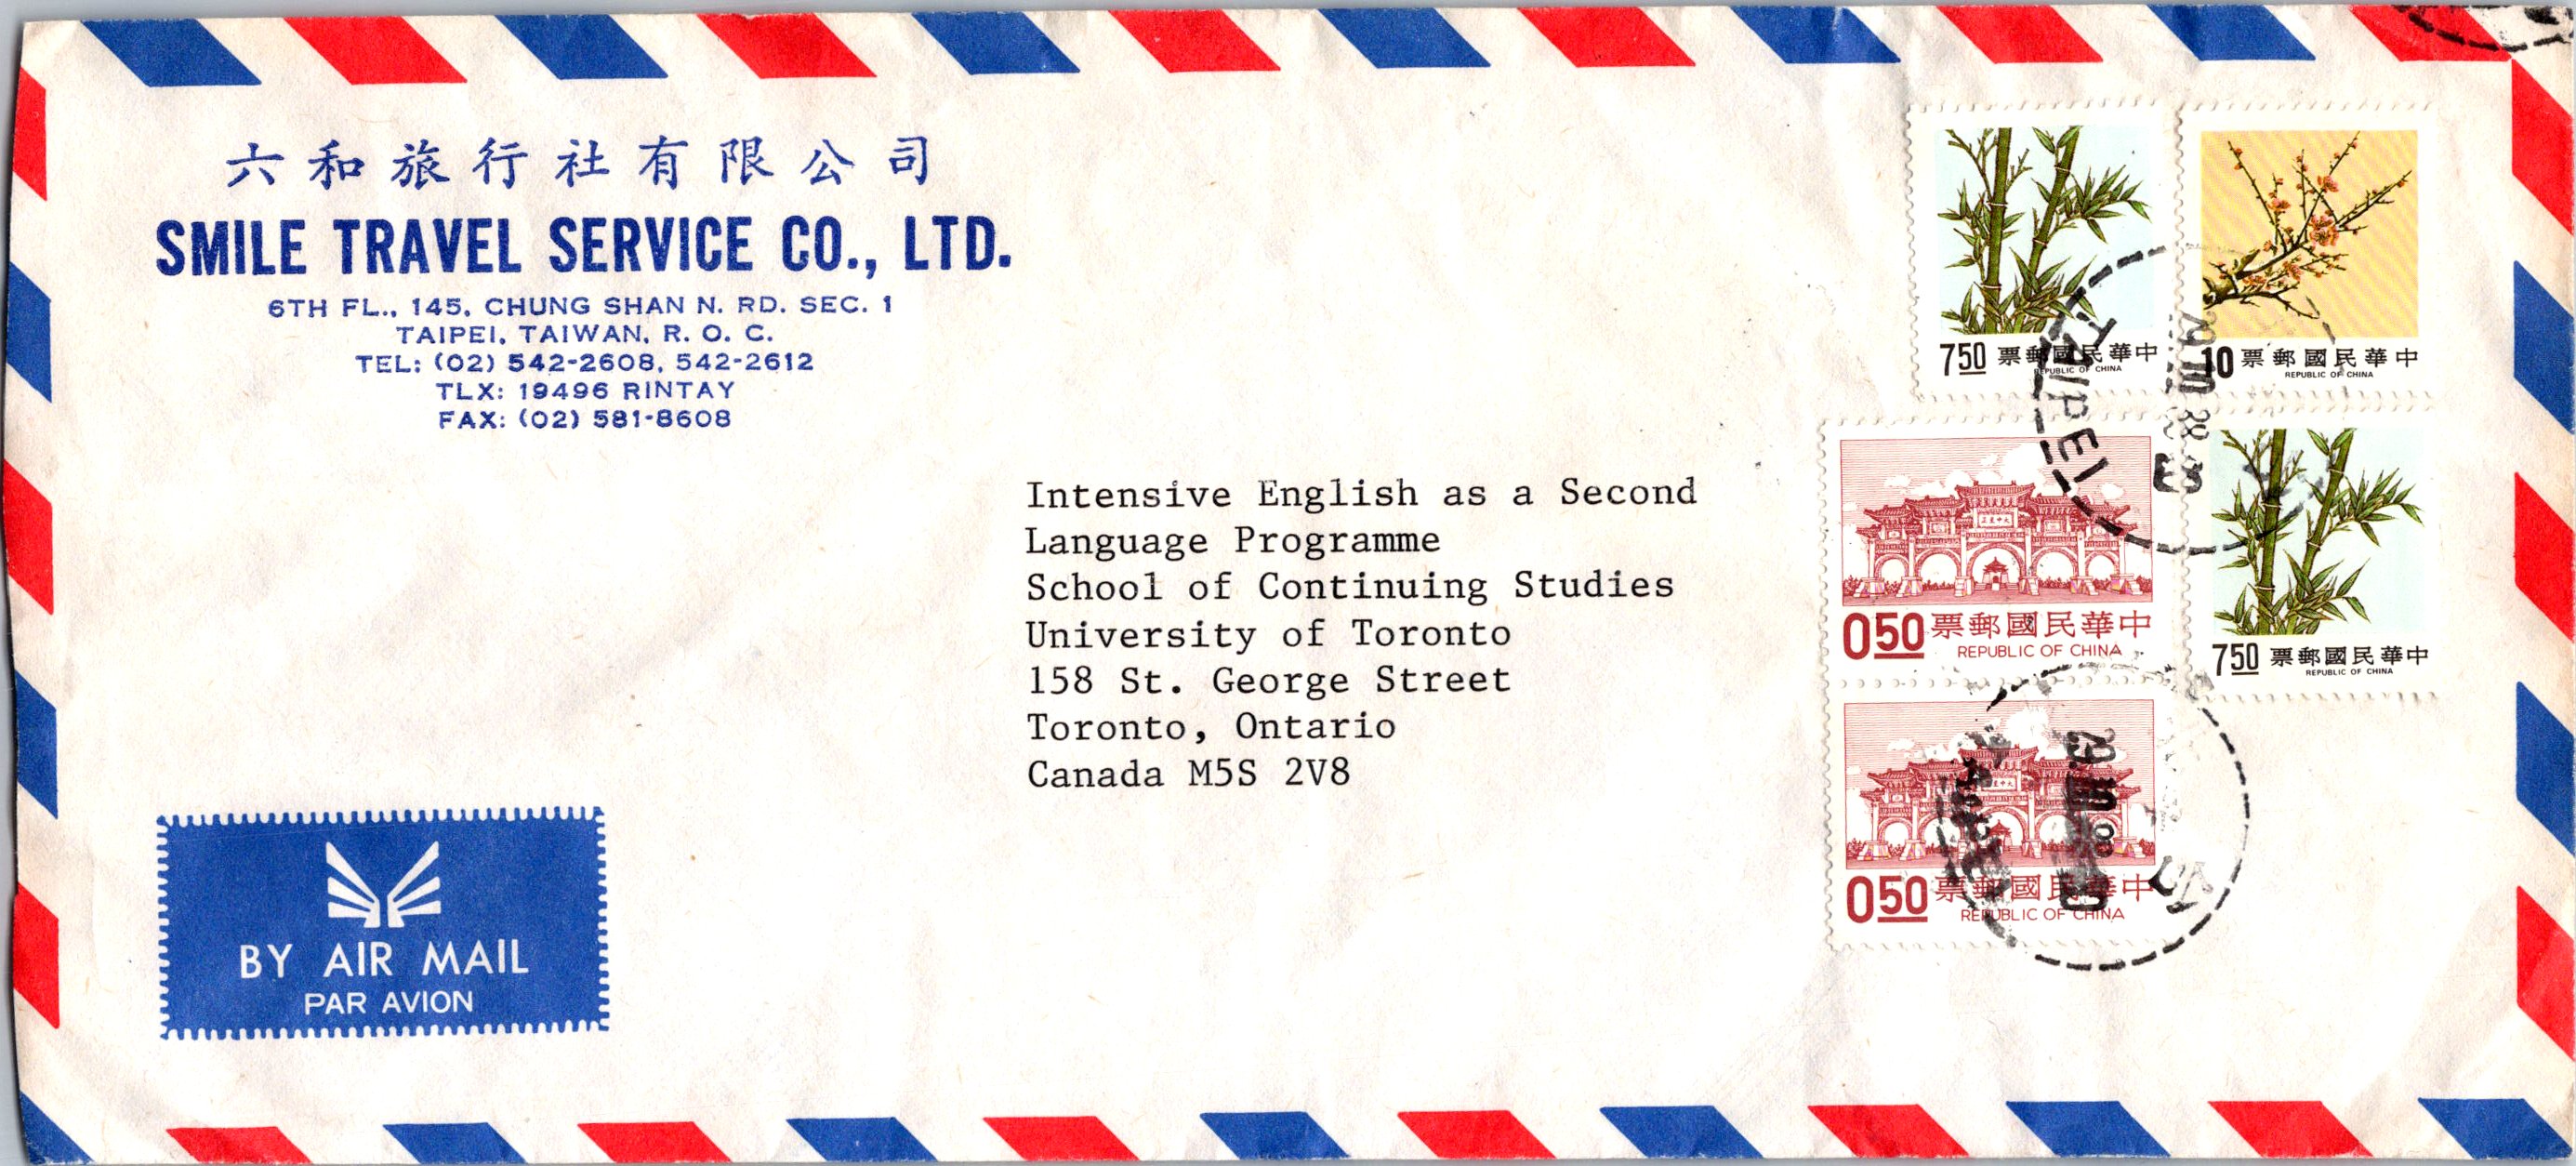 六和旅行社有限公司
SMILE TRAVEL SERVICE CO., LTD.
6TH FL., 145, CHUNG SHAN N. RD. SEC. 1
TAIPEI, TAIWAN, R. O. C.
TEL: (02) 542-2608, 542-2612
TLX: 19496 RINTAY
FAX: (02) 581-8608
Intensive English as a Second
Language Programme
School of Continuing Studies
University of Toronto
158 St. George Street
Toronto, Ontario
Canada M5S 2V8
BY AIR MAIL
PAR AVION
750 票郵國民華中
REPUBLIC OF CHINA
10 票郵國民華中
REPUBLIC OF CHINA
TAIPEI
050 票郵國民華中
REPUBLIC OF CHINA
750 票郵國民華中
REPUBLIC OF CHINA
050 票郵國民華中
REPUBLIC OF CHINA